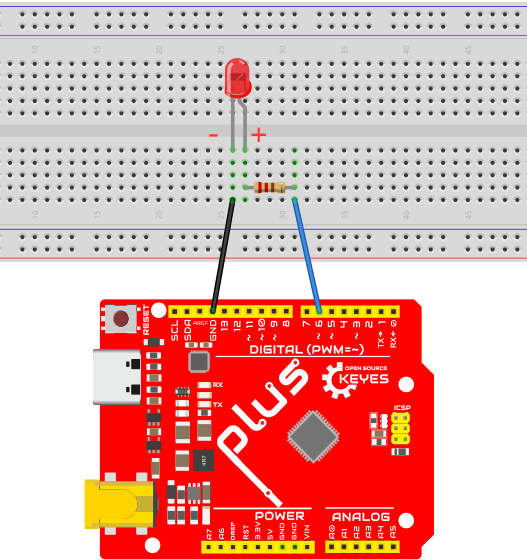 10 15 20 25 30 35 40 45
- +
10 15 20 25 30 35 40 45
RESET
SCL SDA AREF GND 13 12 ~11 ~10 ~9 8 7 ~6 ~5 4 ~3 2 TX→1 RX←0
DIGITAL (PWM=~)
OPEN SOURCE
KEYES
RX
TX
plus
ICSP
4R7
POWER
ANALOG
A7 A6 OREF RST 3.3V 5V GND GND VIN A0 A1 A2 A3 A4 A5